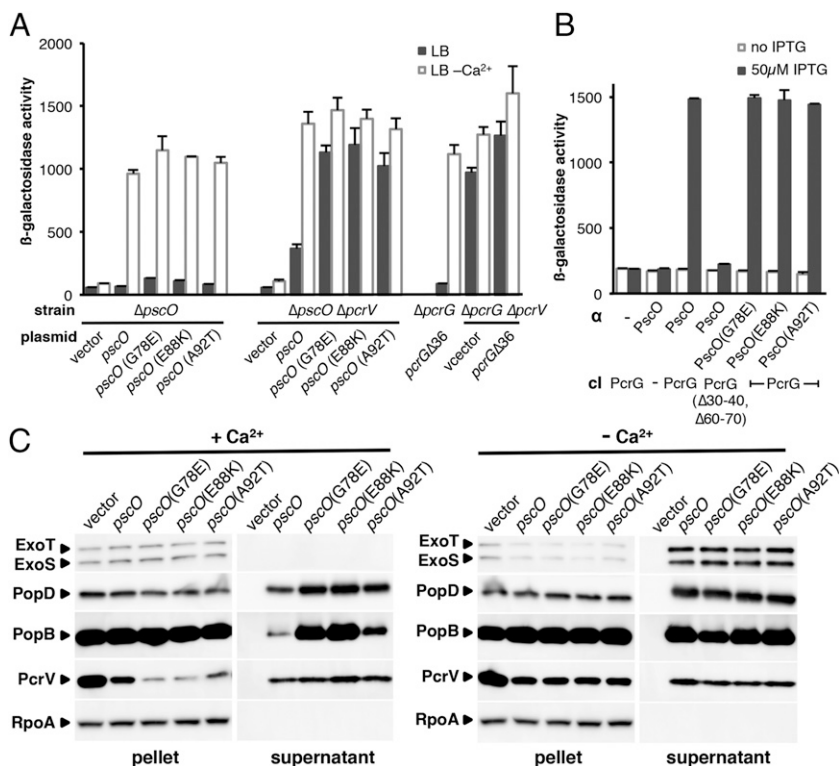 A
ß-galactosidase activity
LB
LB –Ca²⁺
2000
1500
1000
500
0
strain
ΔpscO
ΔpscO ΔpcrV
ΔpcrG
ΔpcrG ΔpcrV
plasmid
vector
pscO
pscO (G78E)
pscO (E88K)
pscO (A92T)
vector
pscO
pscO (G78E)
pscO (E88K)
pscO (A92T)
pcrGΔ36
vcector
pcrGΔ36
B
ß-galactosidase activity
no IPTG
50µM IPTG
1500
1000
500
0
α
-
PscO
PscO
PscO
PscO(G78E)
PscO(E88K)
PscO(A92T)
cI
PcrG
-
PcrG
PcrG
(Δ30-40,
Δ60-70)
PcrG
C
+ Ca²⁺
vector
pscO
pscO(G78E)
pscO(E88K)
pscO(A92T)
vector
pscO
pscO(G78E)
pscO(E88K)
pscO(A92T)
ExoT
ExoS
PopD
PopB
PcrV
RpoA
pellet
supernatant
- Ca²⁺
vector
pscO
pscO(G78E)
pscO(E88K)
pscO(A92T)
vector
pscO
pscO(G78E)
pscO(E88K)
pscO(A92T)
ExoT
ExoS
PopD
PopB
PcrV
RpoA
pellet
supernatant